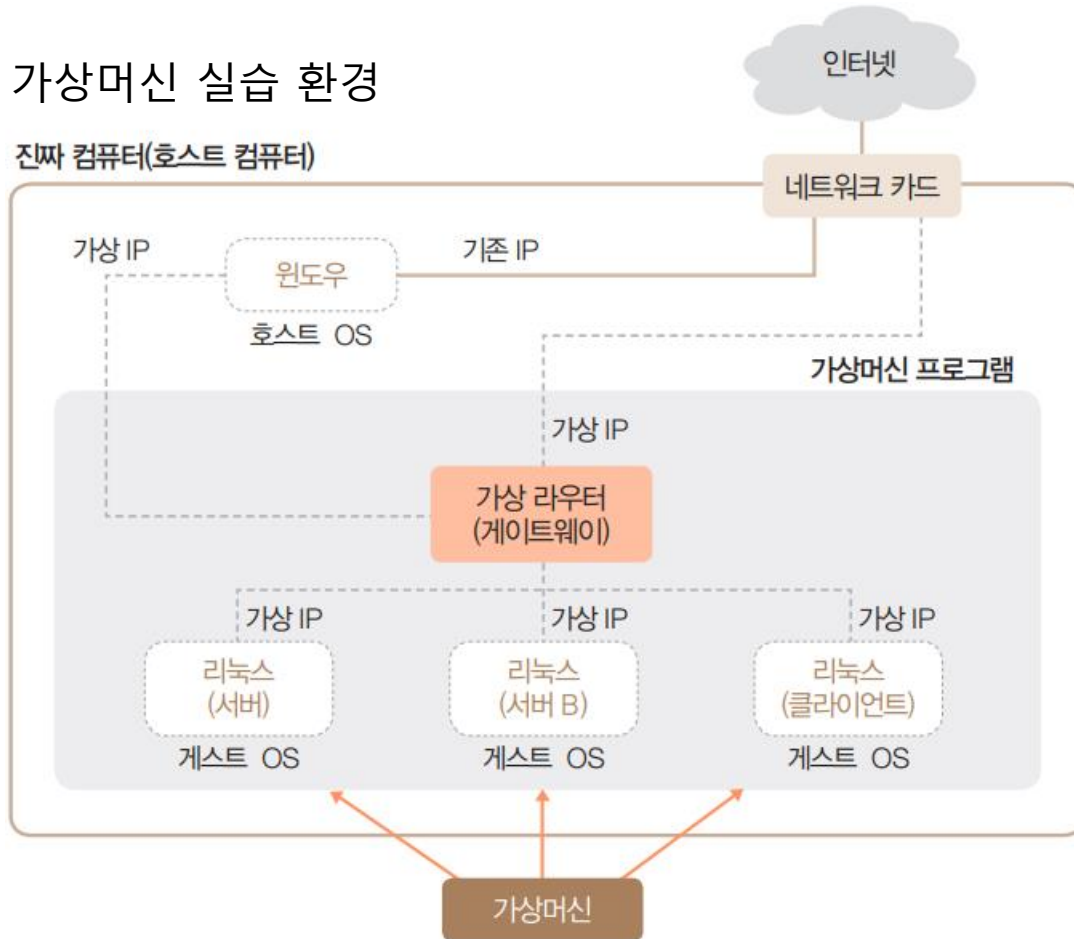 인터넷
가상머신 실습 환경
진짜 컴퓨터(호스트 컴퓨터)
네트워크 카드
가상 IP
기존 IP
윈도우
호스트 OS
가상머신 프로그램
가상 IP
가상 라우터
(게이트웨이)
가상 IP
가상 IP
가상 IP
리눅스
(서버)
리눅스
(서버 B)
리눅스
(클라이언트)
게스트 OS
게스트 OS
게스트 OS
가상머신